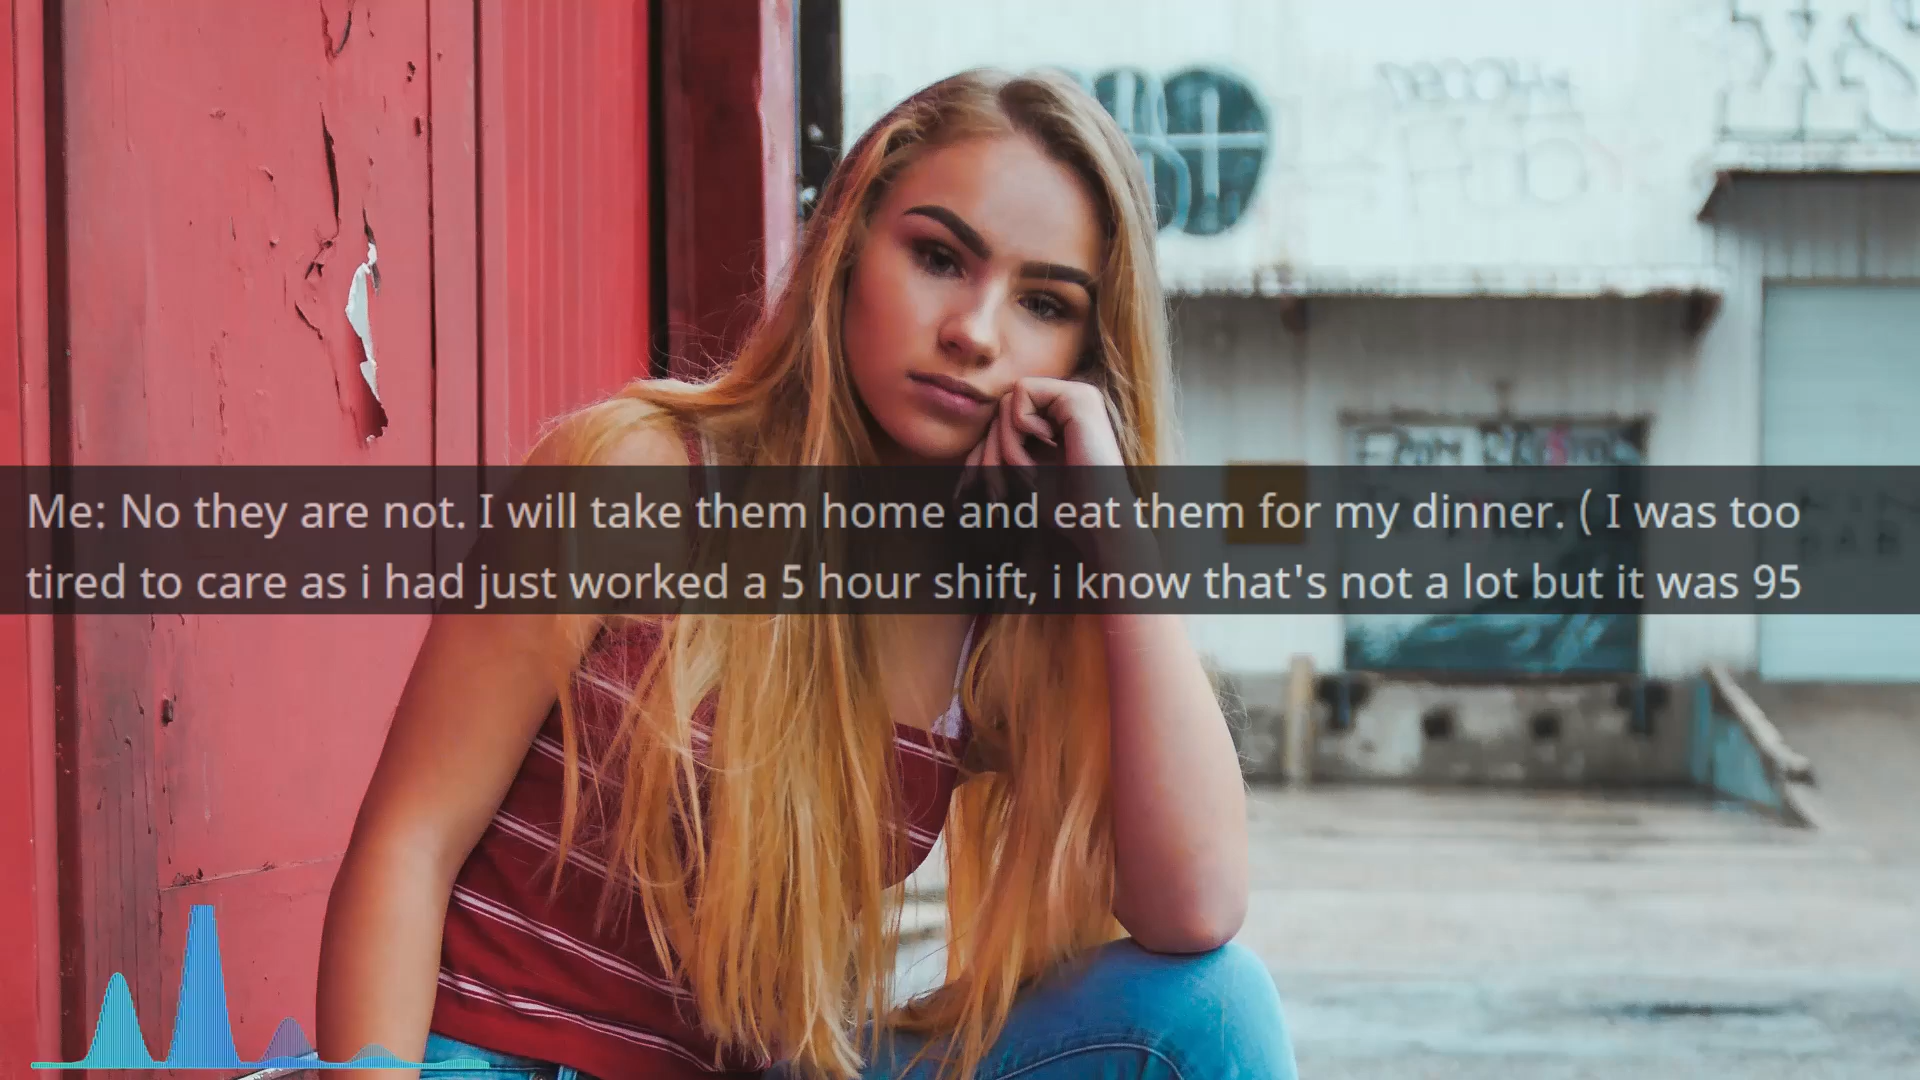 Me: No they are not. I will take them home and eat them for my dinner. ( I was too
tired to care as i had just worked a 5 hour shift, i know that's not a lot but it was 95